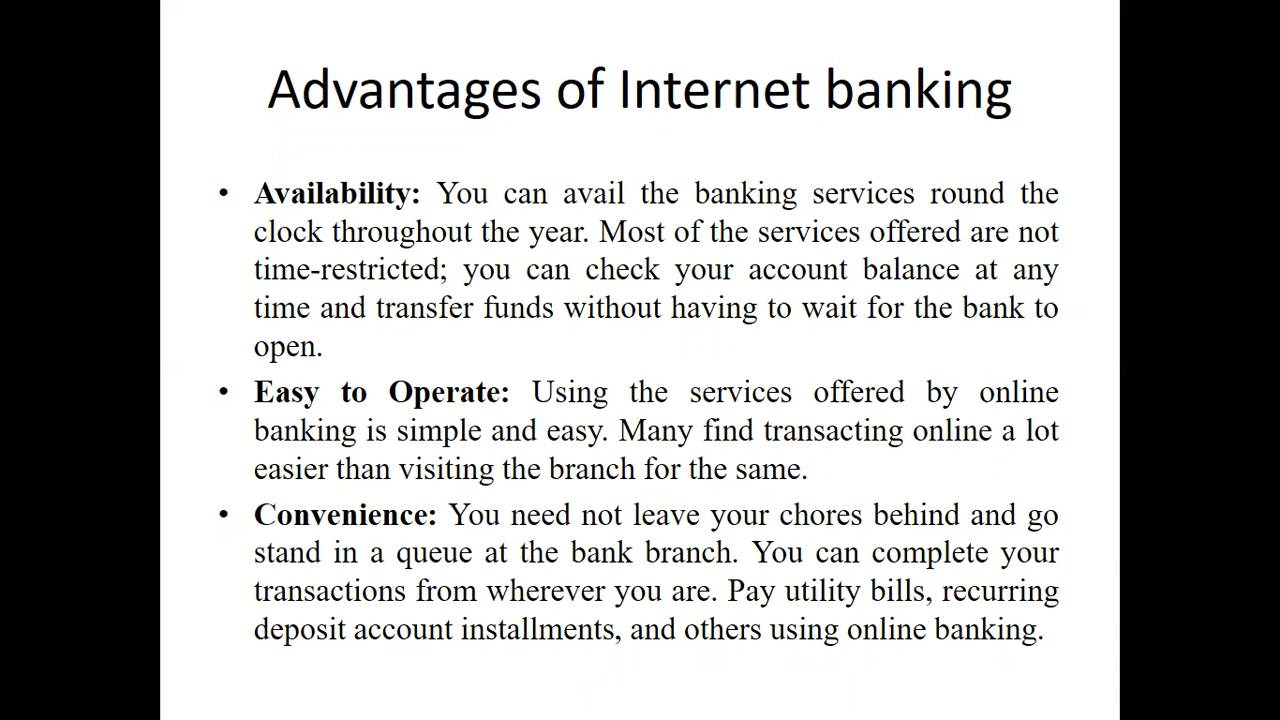 Advantages of Internet banking
• Availability: You can avail the banking services round the
clock throughout the year. Most of the services offered are not
time-restricted; you can check your account balance at any
time and transfer funds without having to wait for the bank to
open.
• Easy to Operate: Using the services offered by online
banking is simple and easy. Many find transacting online a lot
easier than visiting the branch for the same.
• Convenience: You need not leave your chores behind and go
stand in a queue at the bank branch. You can complete your
transactions from wherever you are. Pay utility bills, recurring
deposit account installments, and others using online banking.